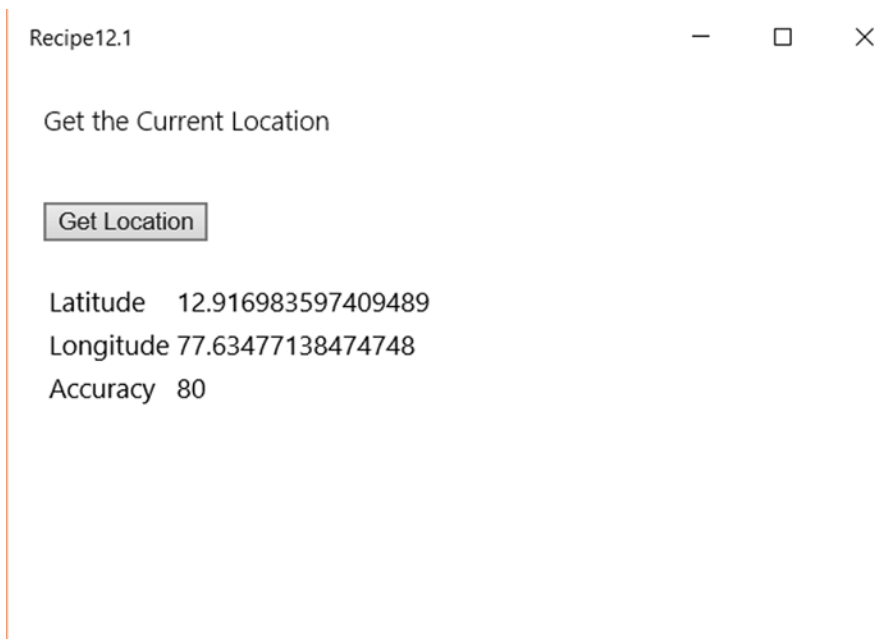 Recipe12.1
Get the Current Location
Get Location
Latitude 12.916983597409489
Longitude 77.63477138474748
Accuracy 80